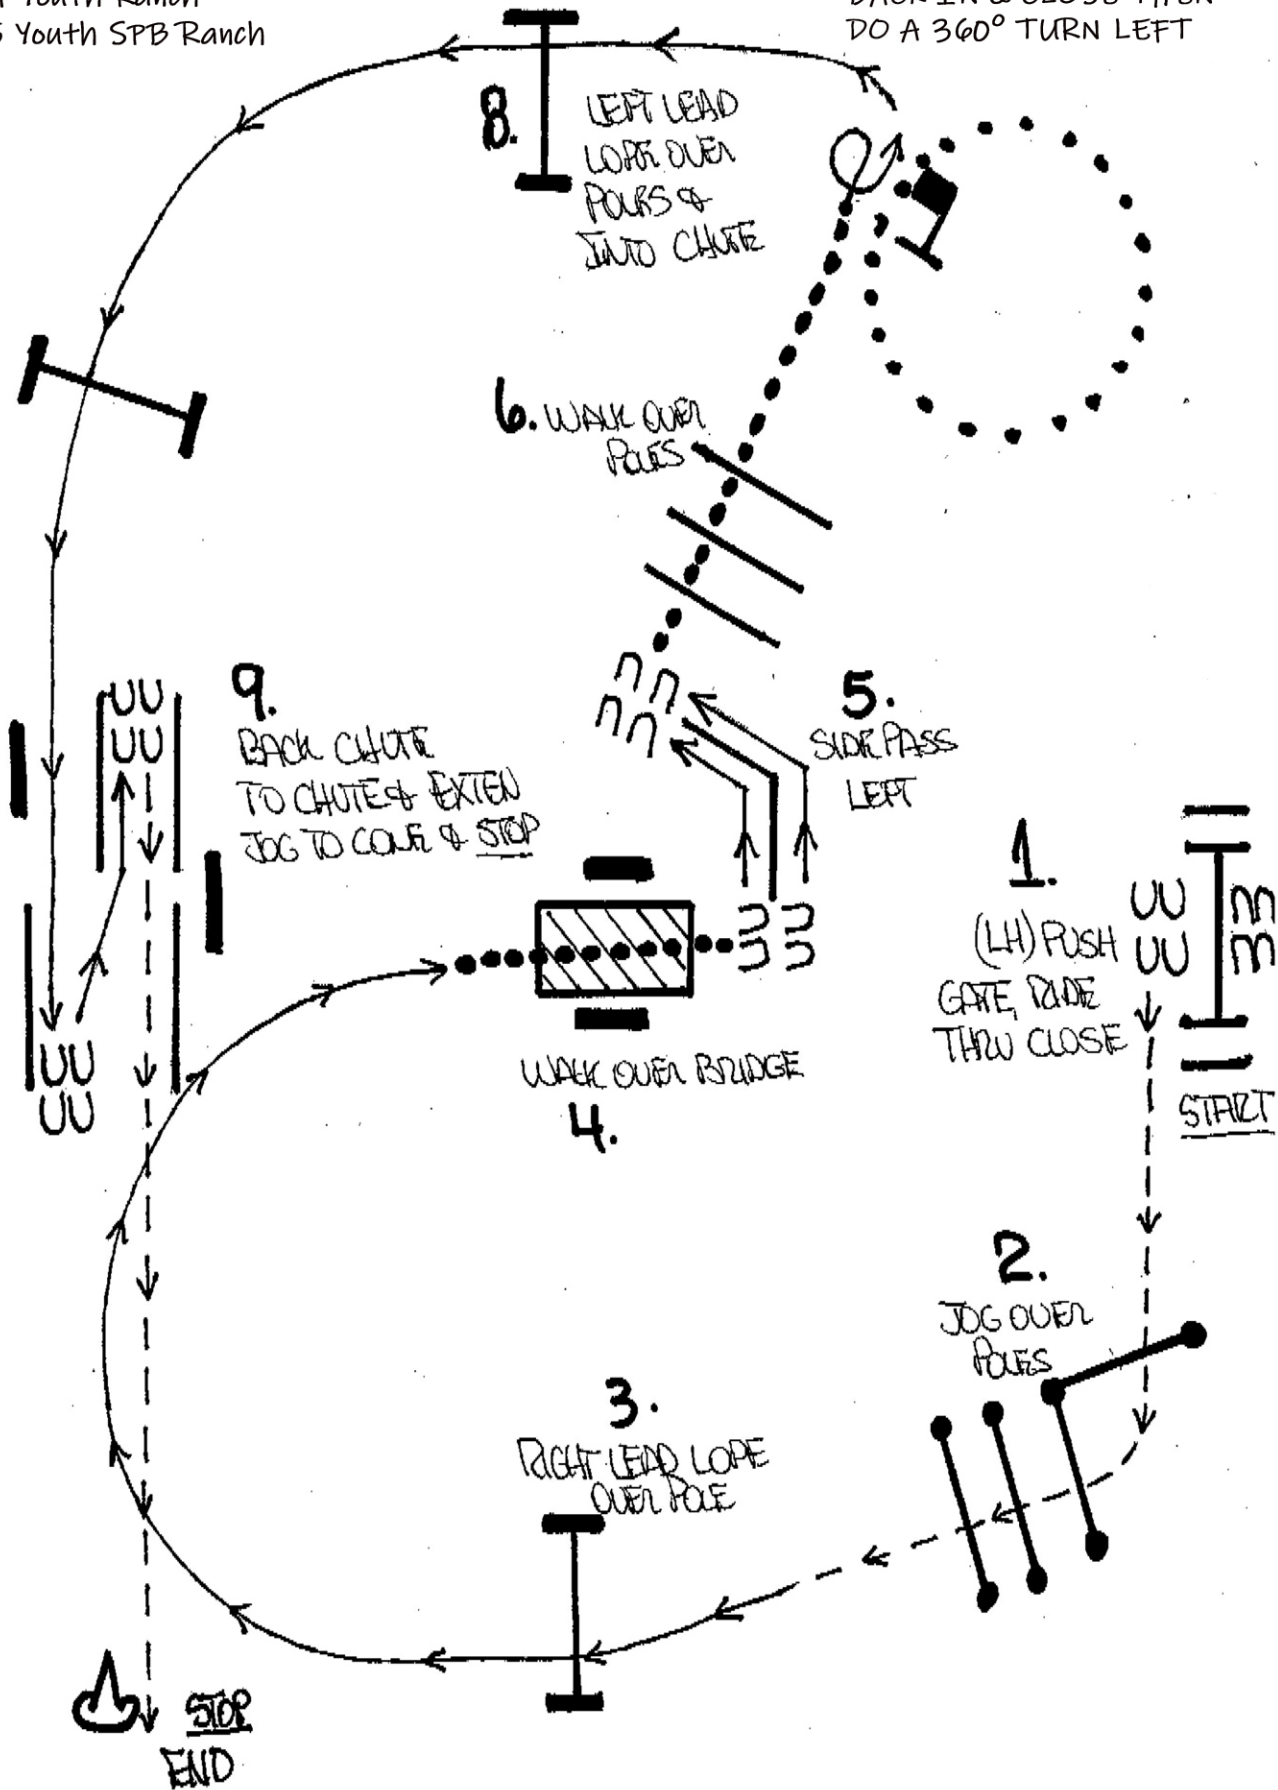 Youth SPB Ranch
DO A 360° TURN LEFT
8.
LEFT LEAD
LOPE OVER
POLES &
INTO CHUTE
6. WALK OVER
POLES
5.
SIDE PASS
LEFT
9.
BACK CHUTE
TO CHUTE & EXTEN
JOG TO CONE & STOP
1.
(LH) PUSH
GATE, RIDE
THRU CLOSE
START
WALK OVER BRIDGE
4.
2.
JOG OVER
POLES
3.
RIGHT LEAD LOPE
OVER POLE
STOP
END